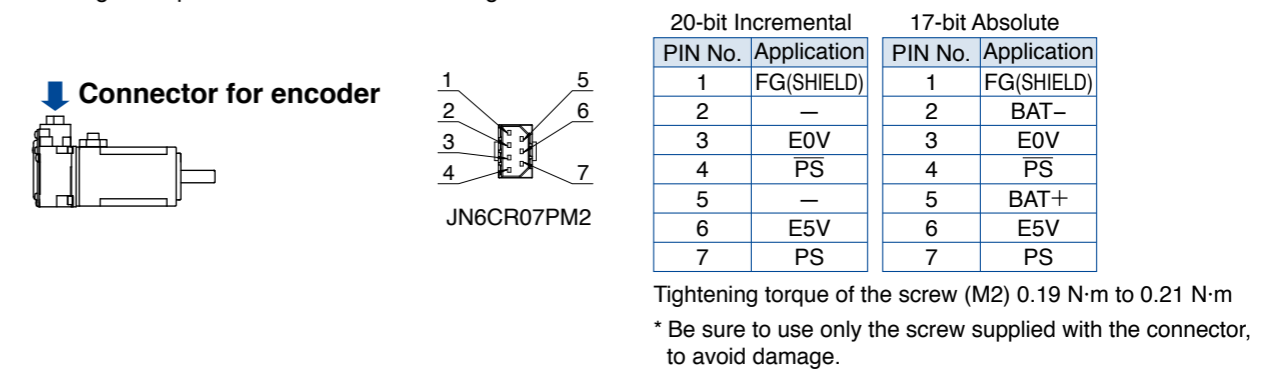 Connector for encoder
1
2
3
4
5
6
7
JN6CR07PM2
20-bit Incremental
PIN No. Application
1 FG(SHIELD)
2 —
3 E0V
4 P̅S̅
5 —
6 E5V
7 PS
17-bit Absolute
PIN No. Application
1 FG(SHIELD)
2 BAT−
3 E0V
4 P̅S̅
5 BAT+
6 E5V
7 PS
Tightening torque of the screw (M2) 0.19 N·m to 0.21 N·m
* Be sure to use only the screw supplied with the connector,
to avoid damage.